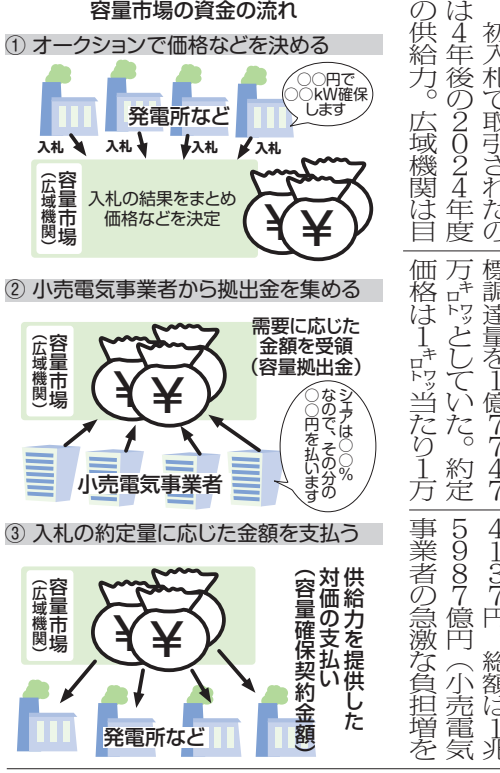 容量市場の資金の流れ
① オークションで価格などを決める
○○円で
○○kW確保
します
発電所など
入札
入札
入札
入札
容量市場
(広域機関)
入札の結果をまとめ
価格などを決定
¥
¥
② 小売電気事業者から拠出金を集める
容量市場
(広域機関)
¥
¥
需要に応じた
金額を受領
(容量拠出金)
シェアは○○%
なので、その分の
○○円を払います
小売電気事業者
③ 入札の約定量に応じた金額を支払う
容量市場
(広域機関)
¥
¥
供給力を提供した
対価の支払い
(容量確保契約金額)
発電所など
初入札で取引されたの
は4年後の2024年度
の供給力。広域機関は目
標調達量を1億7747
万キロワットとしていた。約定
価格は1キロワット当たり1万
4137円、総額は1兆
5987億円(小売電気
事業者の急激な負担増を